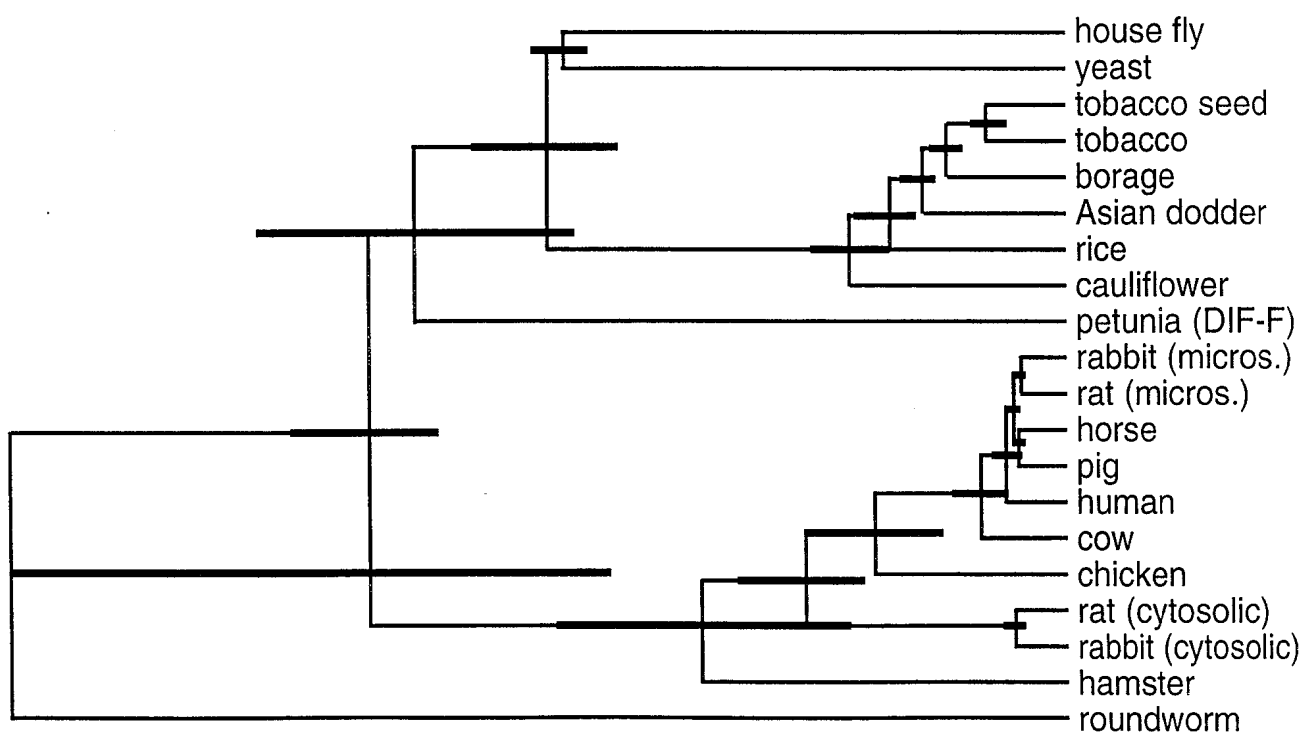 house fly
yeast
tobacco seed
tobacco
borage
Asian dodder
rice
cauliflower
petunia (DIF-F)
rabbit (micros.)
rat (micros.)
horse
pig
human
cow
chicken
rat (cytosolic)
rabbit (cytosolic)
hamster
roundworm